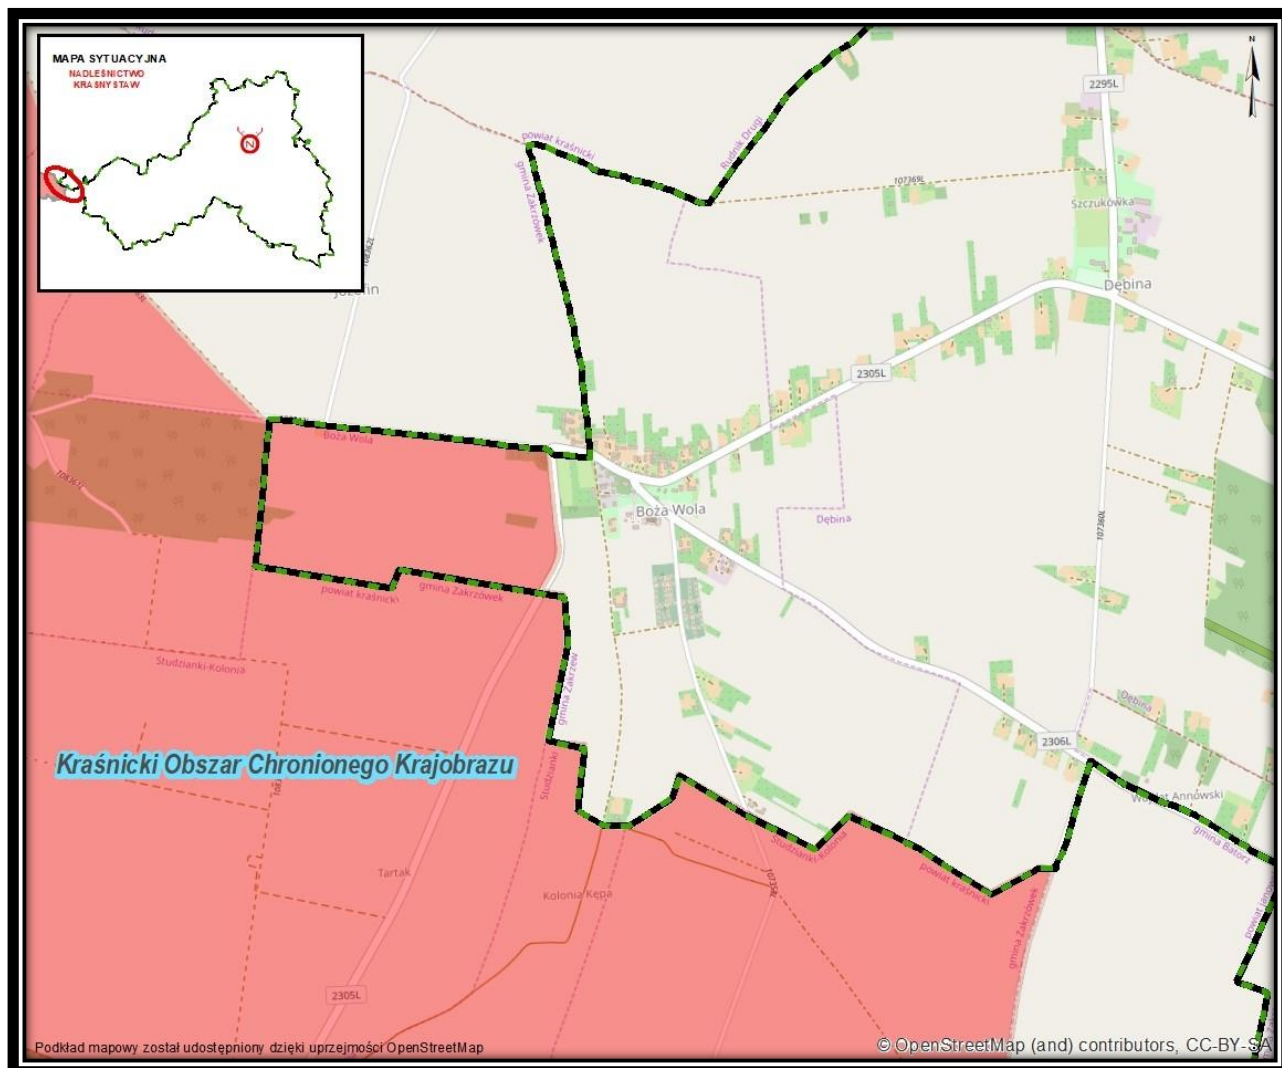 MAPA SYTUACYJNA
NADLEŚNICTWO
KRASNYSTAW
N
Z
powiat kraśnicki
gmina Zakrzówek
Rudnik Drugi
2295L
107369L
Szczukówka
Dębina
108362L
2305L
Boża Wola
108361L
Boża Wola
Dębina
107360L
powiat kraśnicki
gmina Zakrzówek
Studzianki-Kolonia
gmina Zakrzew
Dębina
2306L
Kraśnicki Obszar Chronionego Krajobrazu
Studzianki
Wojciat Annowski
Studzianki-Kolonia
gmina Batorz
Tartak
Kolonia Kępa
powiat kraśnicki
gmina Zakrzówek
2305L
Podkład mapowy został udostępniony dzięki uprzejmości OpenStreetMap
© OpenStreetMap (and) contributors, CC-BY-SA